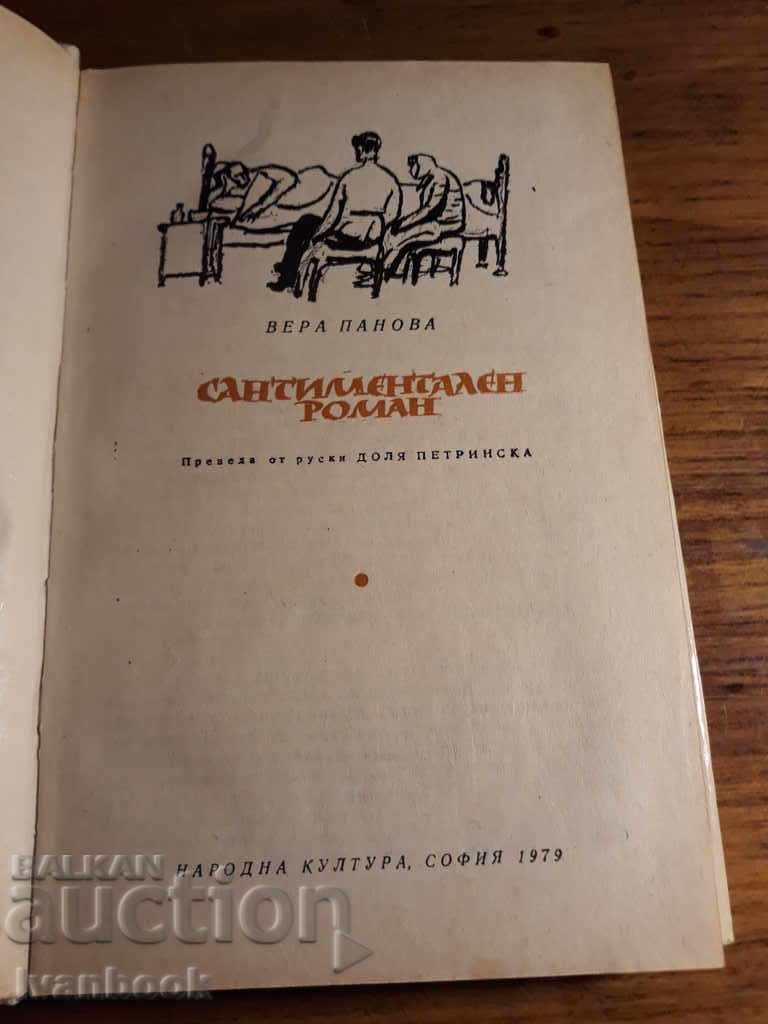 ВЕРА ПАНОВА
САНТИМЕНТАЛЕН
РОМАН
Превела от руски ДОЛЯ ПЕТРИНСКА
НАРОДНА КУЛТУРА, СОФИЯ 1979
BALKAN
auction
Ivanbook